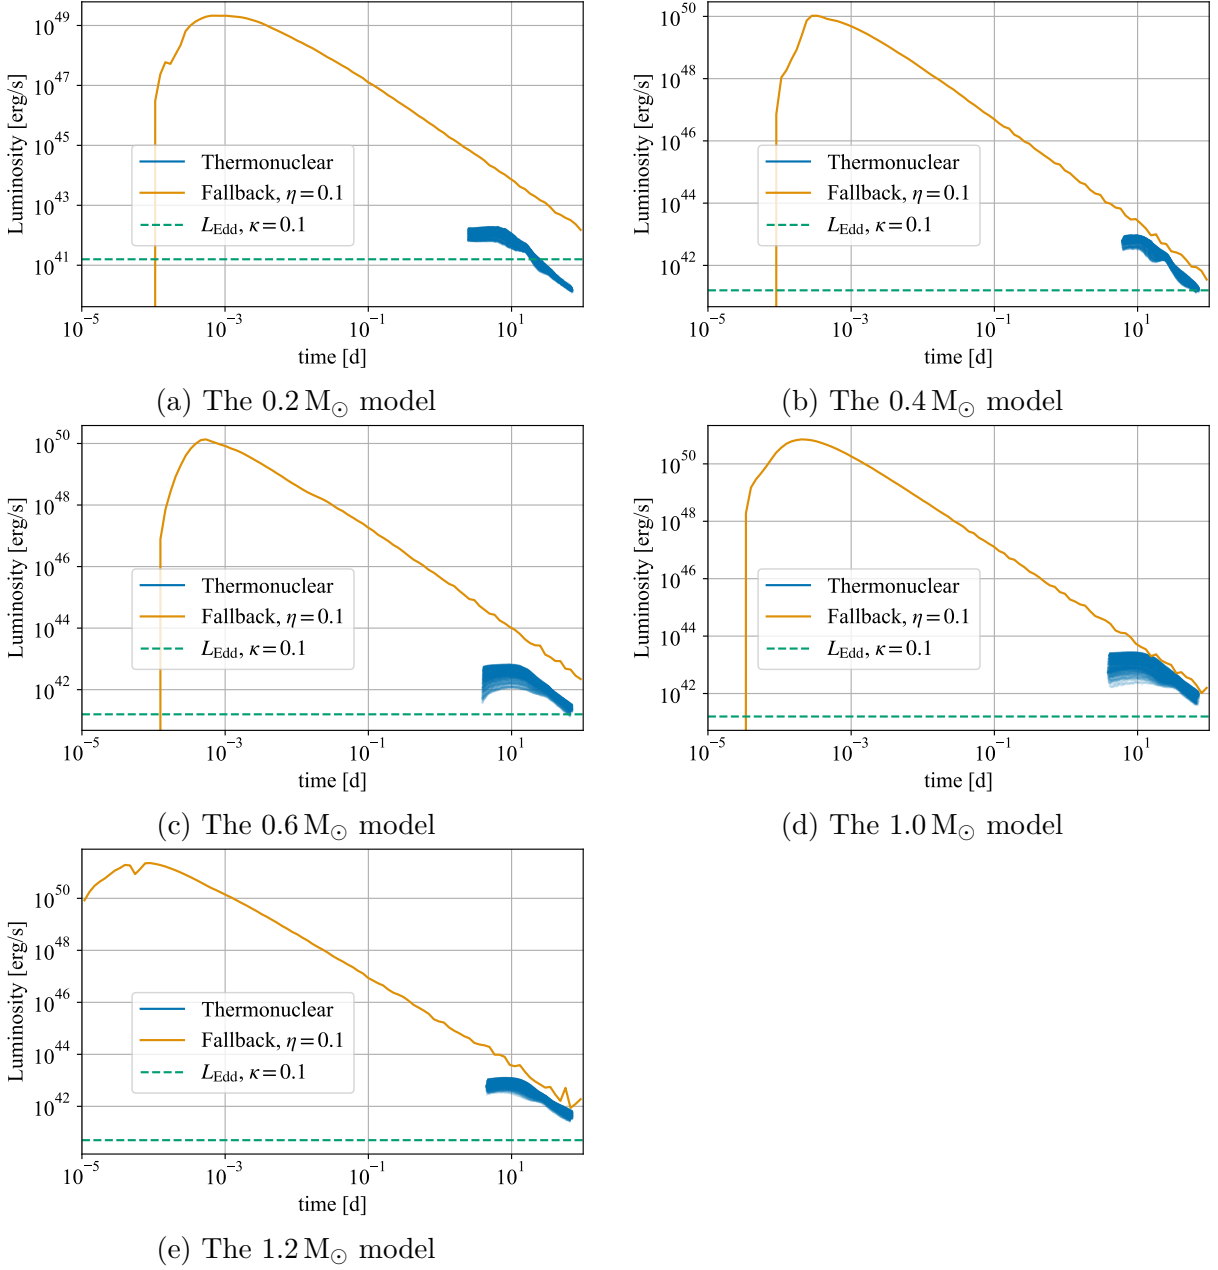 Luminosity [erg/s]
10^49
10^47
10^45
10^43
10^41
Thermonuclear
Fallback, η = 0.1
L_Edd, κ = 0.1
10^−5 10^−3 10^−1 10^1
time [d]
(a) The 0.2 M⊙ model
Luminosity [erg/s]
10^50
10^48
10^46
10^44
10^42
Thermonuclear
Fallback, η = 0.1
L_Edd, κ = 0.1
10^−5 10^−3 10^−1 10^1
time [d]
(b) The 0.4 M⊙ model
Luminosity [erg/s]
10^50
10^48
10^46
10^44
10^42
Thermonuclear
Fallback, η = 0.1
L_Edd, κ = 0.1
10^−5 10^−3 10^−1 10^1
time [d]
(c) The 0.6 M⊙ model
Luminosity [erg/s]
10^50
10^48
10^46
10^44
10^42
Thermonuclear
Fallback, η = 0.1
L_Edd, κ = 0.1
10^−5 10^−3 10^−1 10^1
time [d]
(d) The 1.0 M⊙ model
Luminosity [erg/s]
10^50
10^48
10^46
10^44
10^42
Thermonuclear
Fallback, η = 0.1
L_Edd, κ = 0.1
10^−5 10^−3 10^−1 10^1
time [d]
(e) The 1.2 M⊙ model